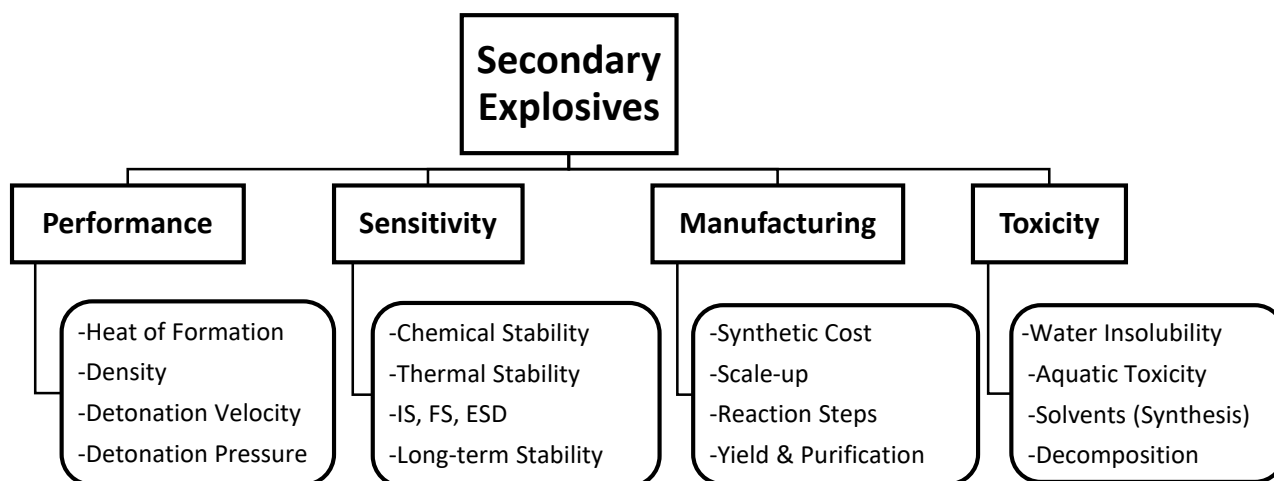 Secondary
Explosives
Performance
Sensitivity
Manufacturing
Toxicity
-Heat of Formation
-Density
-Detonation Velocity
-Detonation Pressure
-Chemical Stability
-Thermal Stability
-IS, FS, ESD
-Long-term Stability
-Synthetic Cost
-Scale-up
-Reaction Steps
-Yield & Purification
-Water Insolubility
-Aquatic Toxicity
-Solvents (Synthesis)
-Decomposition